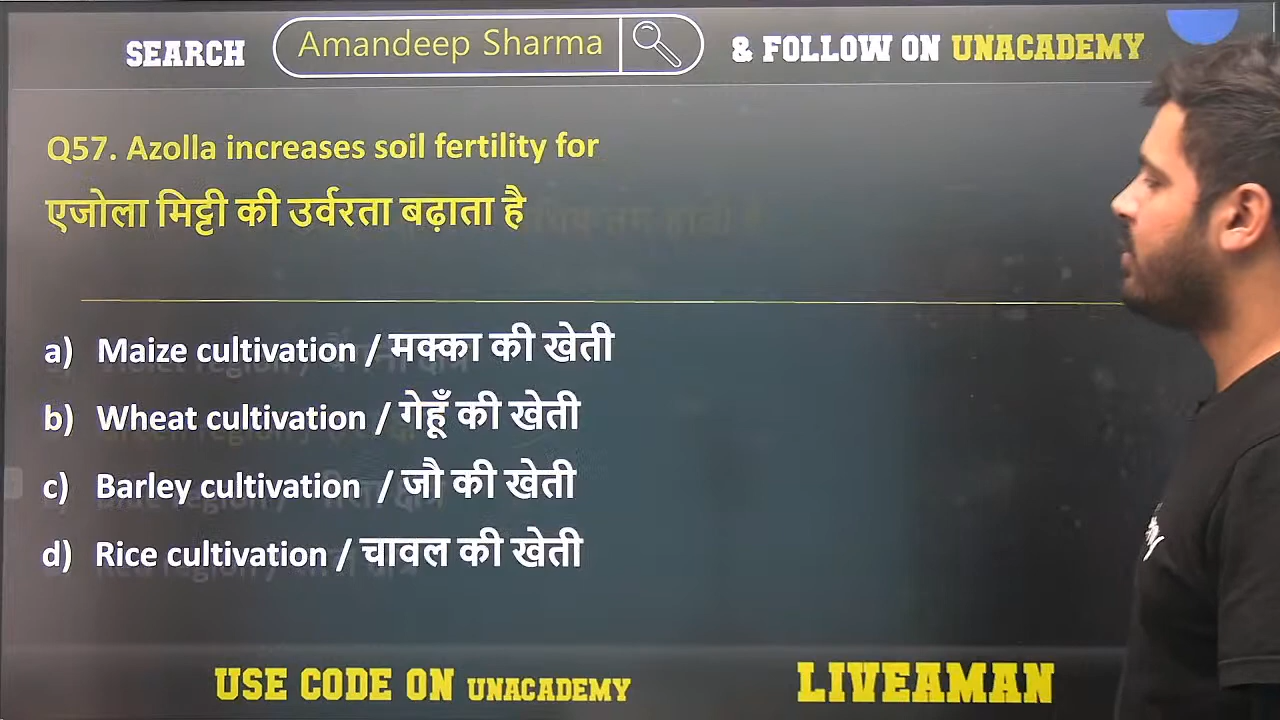 SEARCH Amandeep Sharma & FOLLOW ON UNACADEMY
Q57. Azolla increases soil fertility for
एजोला मिट्टी की उर्वरता बढ़ाता है
a) Maize cultivation / मक्का की खेती
b) Wheat cultivation / गेहूँ की खेती
c) Barley cultivation / जौ की खेती
d) Rice cultivation / चावल की खेती
USE CODE ON UNACADEMY LIVEAMAN